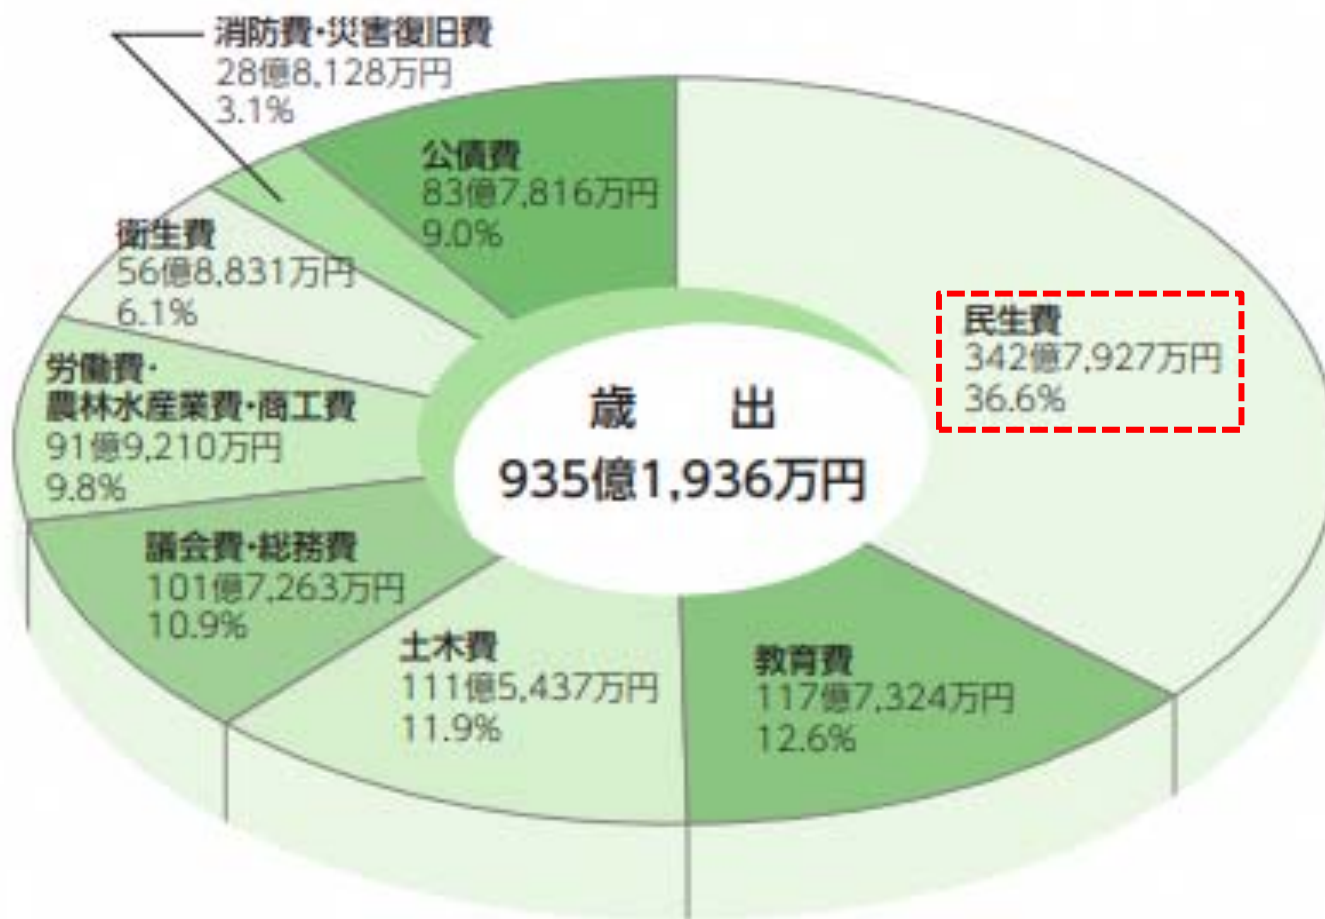 消防費・災害復旧費
28億8,128万円
3.1%
公債費
83億7,816万円
9.0%
衛生費
56億8,831万円
6.1%
民生費
342億7,927万円
36.6%
労働費・
農林水産業費・商工費
91億9,210万円
9.8%
歳 出
935億1,936万円
議会費・総務費
101億7,263万円
10.9%
土木費
111億5,437万円
11.9%
教育費
117億7,324万円
12.6%